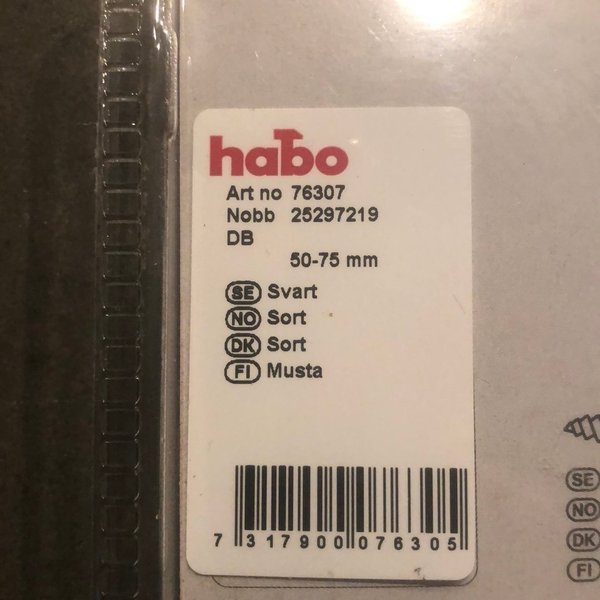 habo
Art no 76307
Nobb 25297219
DB
50-75 mm
SE Svart
NO Sort
DK Sort
FI Musta
7 317900 076305
SE
NO
DK
FI